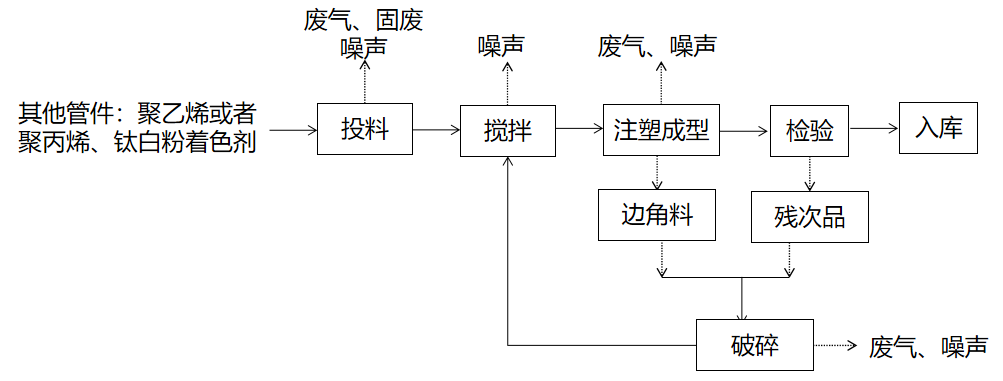 废气、固废
噪声
噪声
废气、噪声
其他管件：聚乙烯或者
聚丙烯、钛白粉着色剂
投料
搅拌
注塑成型
检验
入库
边角料
残次品
破碎
废气、噪声